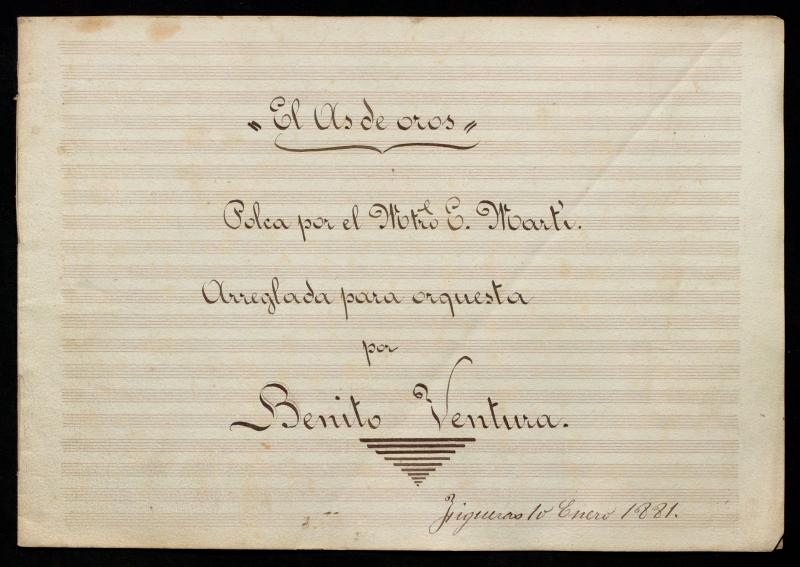 "El As de oros"
Polca por el Mtro E. Martí.
Arreglada para orquesta
por
Benito Ventura.
Figueras 10 Enero 1881.